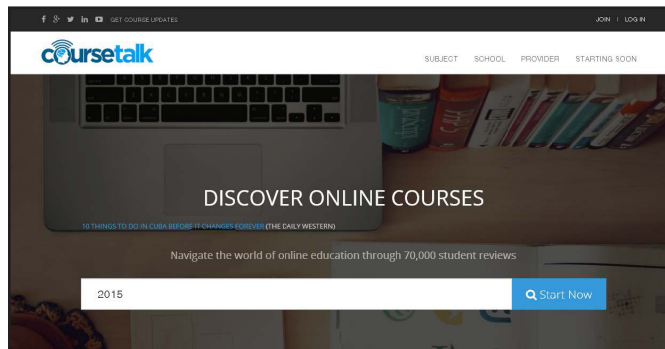 GET COURSE UPDATES
JOIN | LOG IN
coursetalk
SUBJECT SCHOOL PROVIDER STARTING SOON
DISCOVER ONLINE COURSES
10 THINGS TO DO IN CUBA BEFORE IT CHANGES FOREVER (THE DAILY WESTERN)
Navigate the world of online education through 70,000 student reviews
2015
Start Now